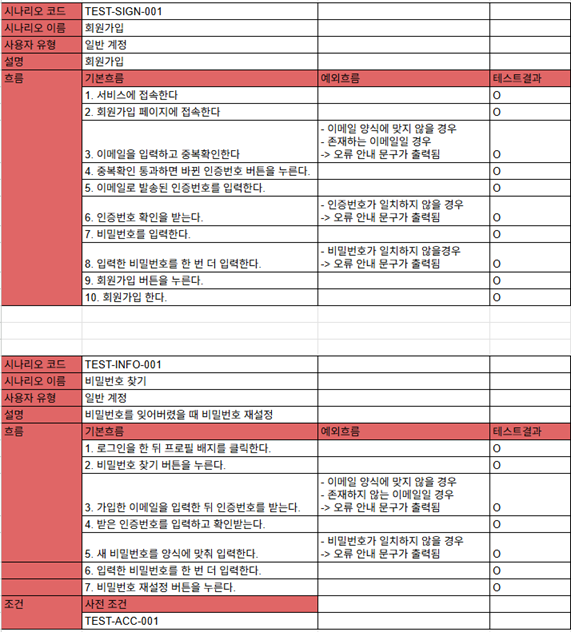 시나리오 코드 TEST-SIGN-001
시나리오 이름 회원가입
사용자 유형 일반 계정
설명 회원가입
흐름 기본흐름 예외흐름 테스트결과
1. 서비스에 접속한다 O
2. 회원가입 페이지에 접속한다 O
- 이메일 양식에 맞지 않을 경우
- 존재하는 이메일일 경우
3. 이메일을 입력하고 중복확인한다 -> 오류 안내 문구가 출력됨 O
4. 중복확인 통과하면 바뀐 인증번호 버튼을 누른다. O
5. 이메일로 발송된 인증번호를 입력한다. O
- 인증번호가 일치하지 않을 경우
6. 인증번호 확인을 받는다. -> 오류 안내 문구가 출력됨 O
7. 비밀번호를 입력한다. O
- 비밀번호가 일치하지 않을경우
8. 입력한 비밀번호를 한 번 더 입력한다. -> 오류 안내 문구가 출력됨 O
9. 회원가입 버튼을 누른다. O
10. 회원가입 한다. O
시나리오 코드 TEST-INFO-001
시나리오 이름 비밀번호 찾기
사용자 유형 일반 계정
설명 비밀번호를 잊어버렸을 때 비밀번호 재설정
흐름 기본흐름 예외흐름 테스트결과
1. 로그인을 한 뒤 프로필 배지를 클릭한다. O
2. 비밀번호 찾기 버튼을 누른다. O
- 이메일 양식에 맞지 않을 경우
- 존재하지 않는 이메일일 경우
3. 가입한 이메일을 입력한 뒤 인증번호를 받는다. -> 오류 안내 문구가 출력됨 O
4. 받은 인증번호를 입력하고 확인받는다. O
- 비밀번호가 일치하지 않을 경우
5. 새 비밀번호를 양식에 맞춰 입력한다. -> 오류 안내 문구가 출력됨 O
6. 입력한 비밀번호를 한 번 더 입력한다. O
7. 비밀번호 재설정 버튼을 누른다. O
조건 사전 조건
TEST-ACC-001